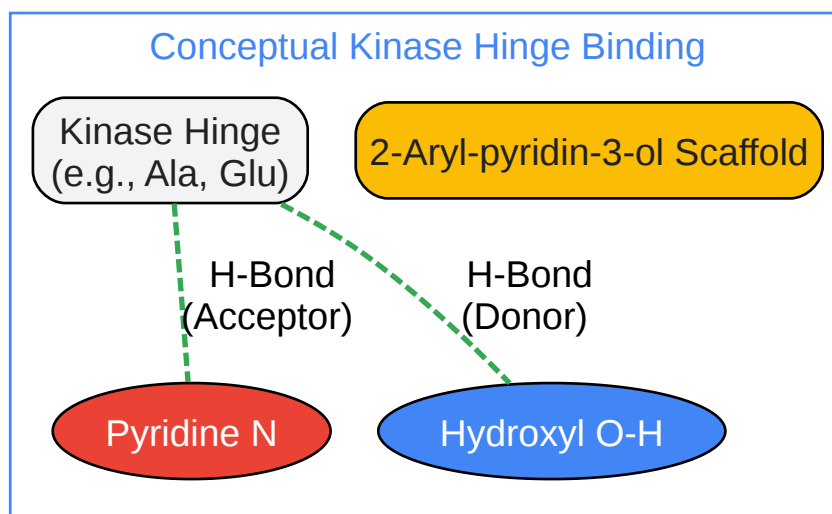 Conceptual Kinase Hinge Binding
Kinase Hinge
(e.g., Ala, Glu)
2-Aryl-pyridin-3-ol Scaffold
H-Bond
(Acceptor)
H-Bond
(Donor)
Pyridine N
Hydroxyl O-H